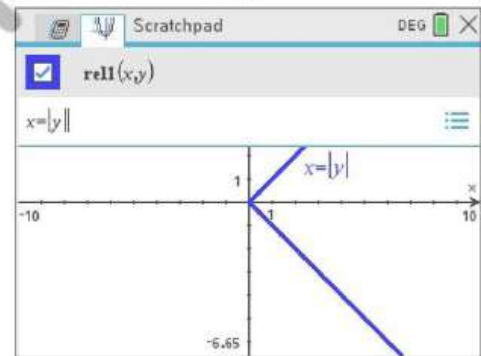 Scratchpad DEG
rel1(x,y)
x=|y|
x=|y|
1
x
-10 1 10
-6.65